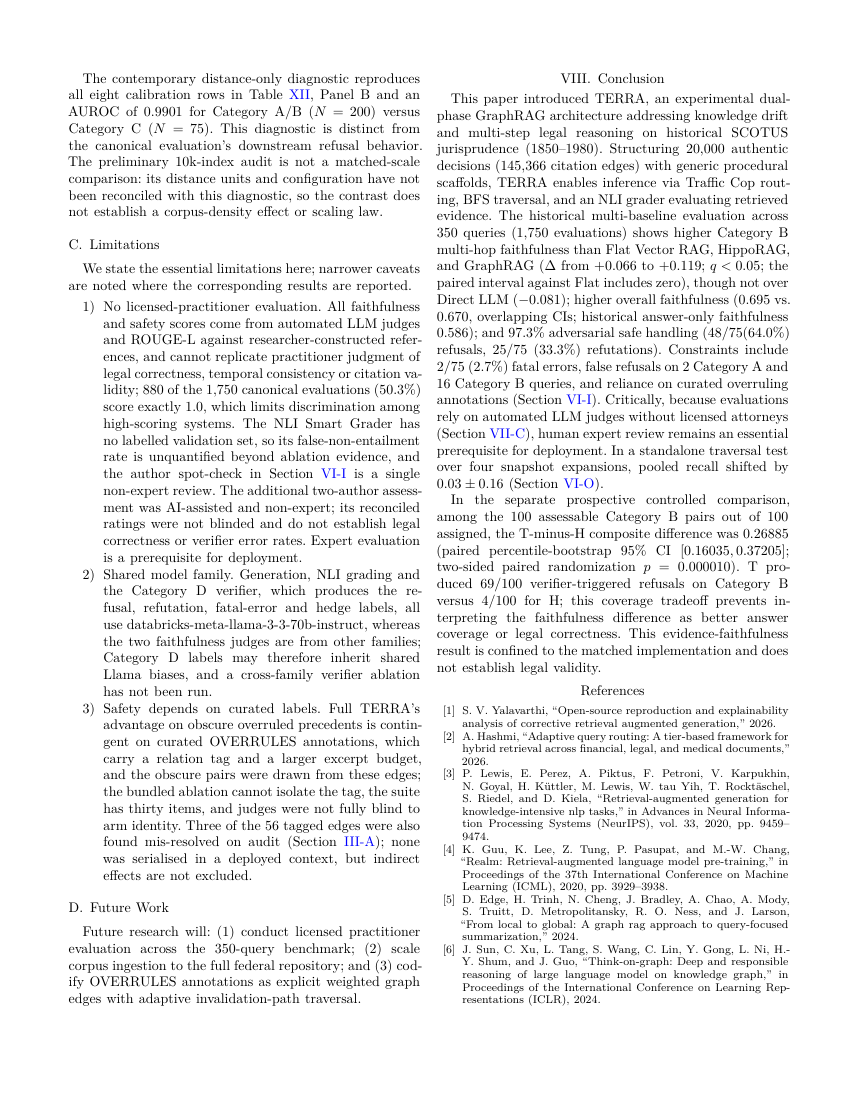 The contemporary distance-only diagnostic reproduces
all eight calibration rows in Table XII, Panel B and an
AUROC of 0.9901 for Category A/B (N = 200) versus
Category C (N = 75). This diagnostic is distinct from
the canonical evaluation's downstream refusal behavior.
The preliminary 10k-index audit is not a matched-scale
comparison: its distance units and configuration have not
been reconciled with this diagnostic, so the contrast does
not establish a corpus-density effect or scaling law.
C. Limitations
We state the essential limitations here; narrower caveats
are noted where the corresponding results are reported.
1) No licensed-practitioner evaluation. All faithfulness
and safety scores come from automated LLM judges
and ROUGE-L against researcher-constructed refer-
ences, and cannot replicate practitioner judgment of
legal correctness, temporal consistency or citation va-
lidity; 880 of the 1,750 canonical evaluations (50.3%)
score exactly 1.0, which limits discrimination among
high-scoring systems. The NLI Smart Grader has
no labelled validation set, so its false-non-entailment
rate is unquantified beyond ablation evidence, and
the author spot-check in Section VI-I is a single
non-expert review. The additional two-author assess-
ment was AI-assisted and non-expert; its reconciled
ratings were not blinded and do not establish legal
correctness or verifier error rates. Expert evaluation
is a prerequisite for deployment.
2) Shared model family. Generation, NLI grading and
the Category D verifier, which produces the re-
fusal, refutation, fatal-error and hedge labels, all
use databricks-meta-llama-3-3-70b-instruct, whereas
the two faithfulness judges are from other families;
Category D labels may therefore inherit shared
Llama biases, and a cross-family verifier ablation
has not been run.
3) Safety depends on curated labels. Full TERRA's
advantage on obscure overruled precedents is contin-
gent on curated OVERRULES annotations, which
carry a relation tag and a larger excerpt budget,
and the obscure pairs were drawn from these edges;
the bundled ablation cannot isolate the tag, the suite
has thirty items, and judges were not fully blind to
arm identity. Three of the 56 tagged edges were also
found mis-resolved on audit (Section III-A); none
was serialised in a deployed context, but indirect
effects are not excluded.
D. Future Work
Future research will: (1) conduct licensed practitioner
evaluation across the 350-query benchmark; (2) scale
corpus ingestion to the full federal repository; and (3) cod-
ify OVERRULES annotations as explicit weighted graph
edges with adaptive invalidation-path traversal.
VIII. Conclusion
This paper introduced TERRA, an experimental dual-
phase GraphRAG architecture addressing knowledge drift
and multi-step legal reasoning on historical SCOTUS
jurisprudence (1850–1980). Structuring 20,000 authentic
decisions (145,366 citation edges) with generic procedural
scaffolds, TERRA enables inference via Traffic Cop rout-
ing, BFS traversal, and an NLI grader evaluating retrieved
evidence. The historical multi-baseline evaluation across
350 queries (1,750 evaluations) shows higher Category B
multi-hop faithfulness than Flat Vector RAG, HippoRAG,
and GraphRAG (Δ from +0.066 to +0.119; q < 0.05; the
paired interval against Flat includes zero), though not over
Direct LLM (−0.081); higher overall faithfulness (0.695 vs.
0.670, overlapping CIs; historical answer-only faithfulness
0.586); and 97.3% adversarial safe handling (48/75(64.0%)
refusals, 25/75 (33.3%) refutations). Constraints include
2/75 (2.7%) fatal errors, false refusals on 2 Category A and
16 Category B queries, and reliance on curated overruling
annotations (Section VI-I). Critically, because evaluations
rely on automated LLM judges without licensed attorneys
(Section VII-C), human expert review remains an essential
prerequisite for deployment. In a standalone traversal test
over four snapshot expansions, pooled recall shifted by
0.03 ± 0.16 (Section VI-O).
In the separate prospective controlled comparison,
among the 100 assessable Category B pairs out of 100
assigned, the T-minus-H composite difference was 0.26885
(paired percentile-bootstrap 95% CI [0.16035, 0.37205];
two-sided paired randomization p = 0.000010). T pro-
duced 69/100 verifier-triggered refusals on Category B
versus 4/100 for H; this coverage tradeoff prevents in-
terpreting the faithfulness difference as better answer
coverage or legal correctness. This evidence-faithfulness
result is confined to the matched implementation and does
not establish legal validity.
References
[1] S. V. Yalavarthi, “Open-source reproduction and explainability
analysis of corrective retrieval augmented generation,” 2026.
[2] A. Hashmi, “Adaptive query routing: A tier-based framework for
hybrid retrieval across financial, legal, and medical documents,”
2026.
[3] P. Lewis, E. Perez, A. Piktus, F. Petroni, V. Karpukhin,
N. Goyal, H. Küttler, M. Lewis, W. tau Yih, T. Rocktäschel,
S. Riedel, and D. Kiela, “Retrieval-augmented generation for
knowledge-intensive nlp tasks,” in Advances in Neural Informa-
tion Processing Systems (NeurIPS), vol. 33, 2020, pp. 9459–
9474.
[4] K. Guu, K. Lee, Z. Tung, P. Pasupat, and M.-W. Chang,
“Realm: Retrieval-augmented language model pre-training,” in
Proceedings of the 37th International Conference on Machine
Learning (ICML), 2020, pp. 3929–3938.
[5] D. Edge, H. Trinh, N. Cheng, J. Bradley, A. Chao, A. Mody,
S. Truitt, D. Metropolitansky, R. O. Ness, and J. Larson,
“From local to global: A graph rag approach to query-focused
summarization,” 2024.
[6] J. Sun, C. Xu, L. Tang, S. Wang, C. Lin, Y. Gong, L. Ni, H.-
Y. Shum, and J. Guo, “Think-on-graph: Deep and responsible
reasoning of large language model on knowledge graph,” in
Proceedings of the International Conference on Learning Rep-
resentations (ICLR), 2024.